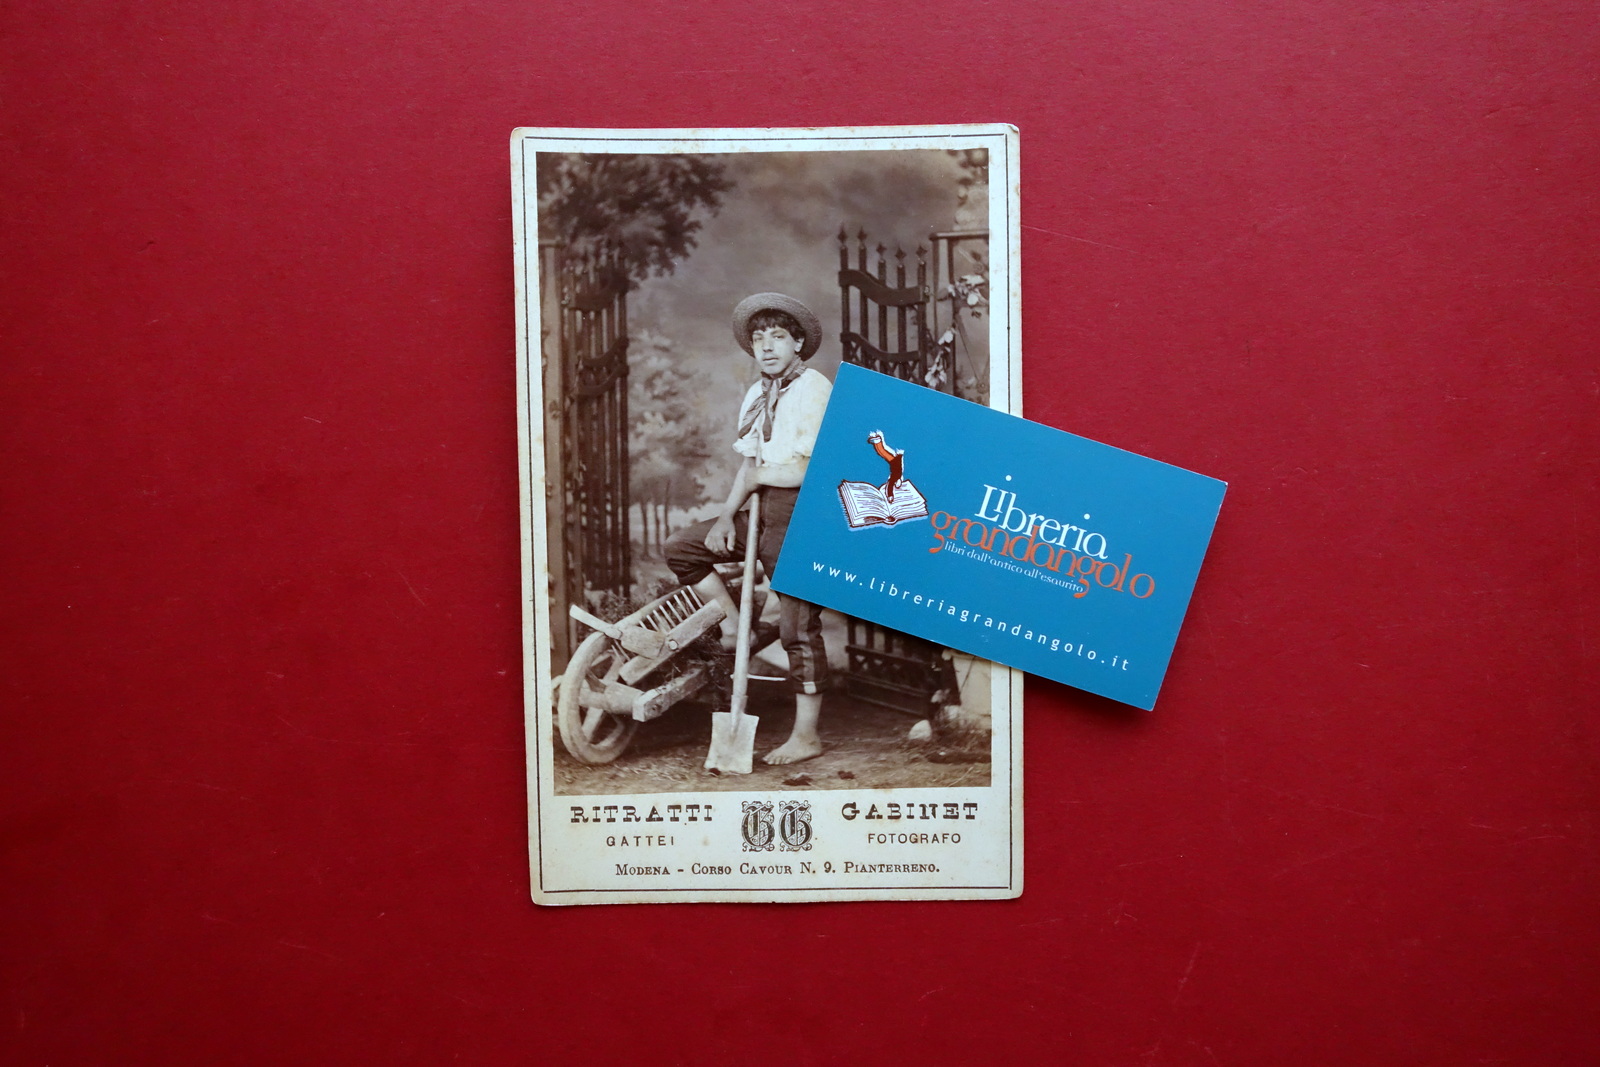 Libreria
grandangolo
libri dall'antico all'esaurito
www.libreriagrandangolo.it
RITRATTI GG GABINET
GATTEI FOTOGRAFO
MODENA - CORSO CAVOUR N. 9. PIANTERRENO.